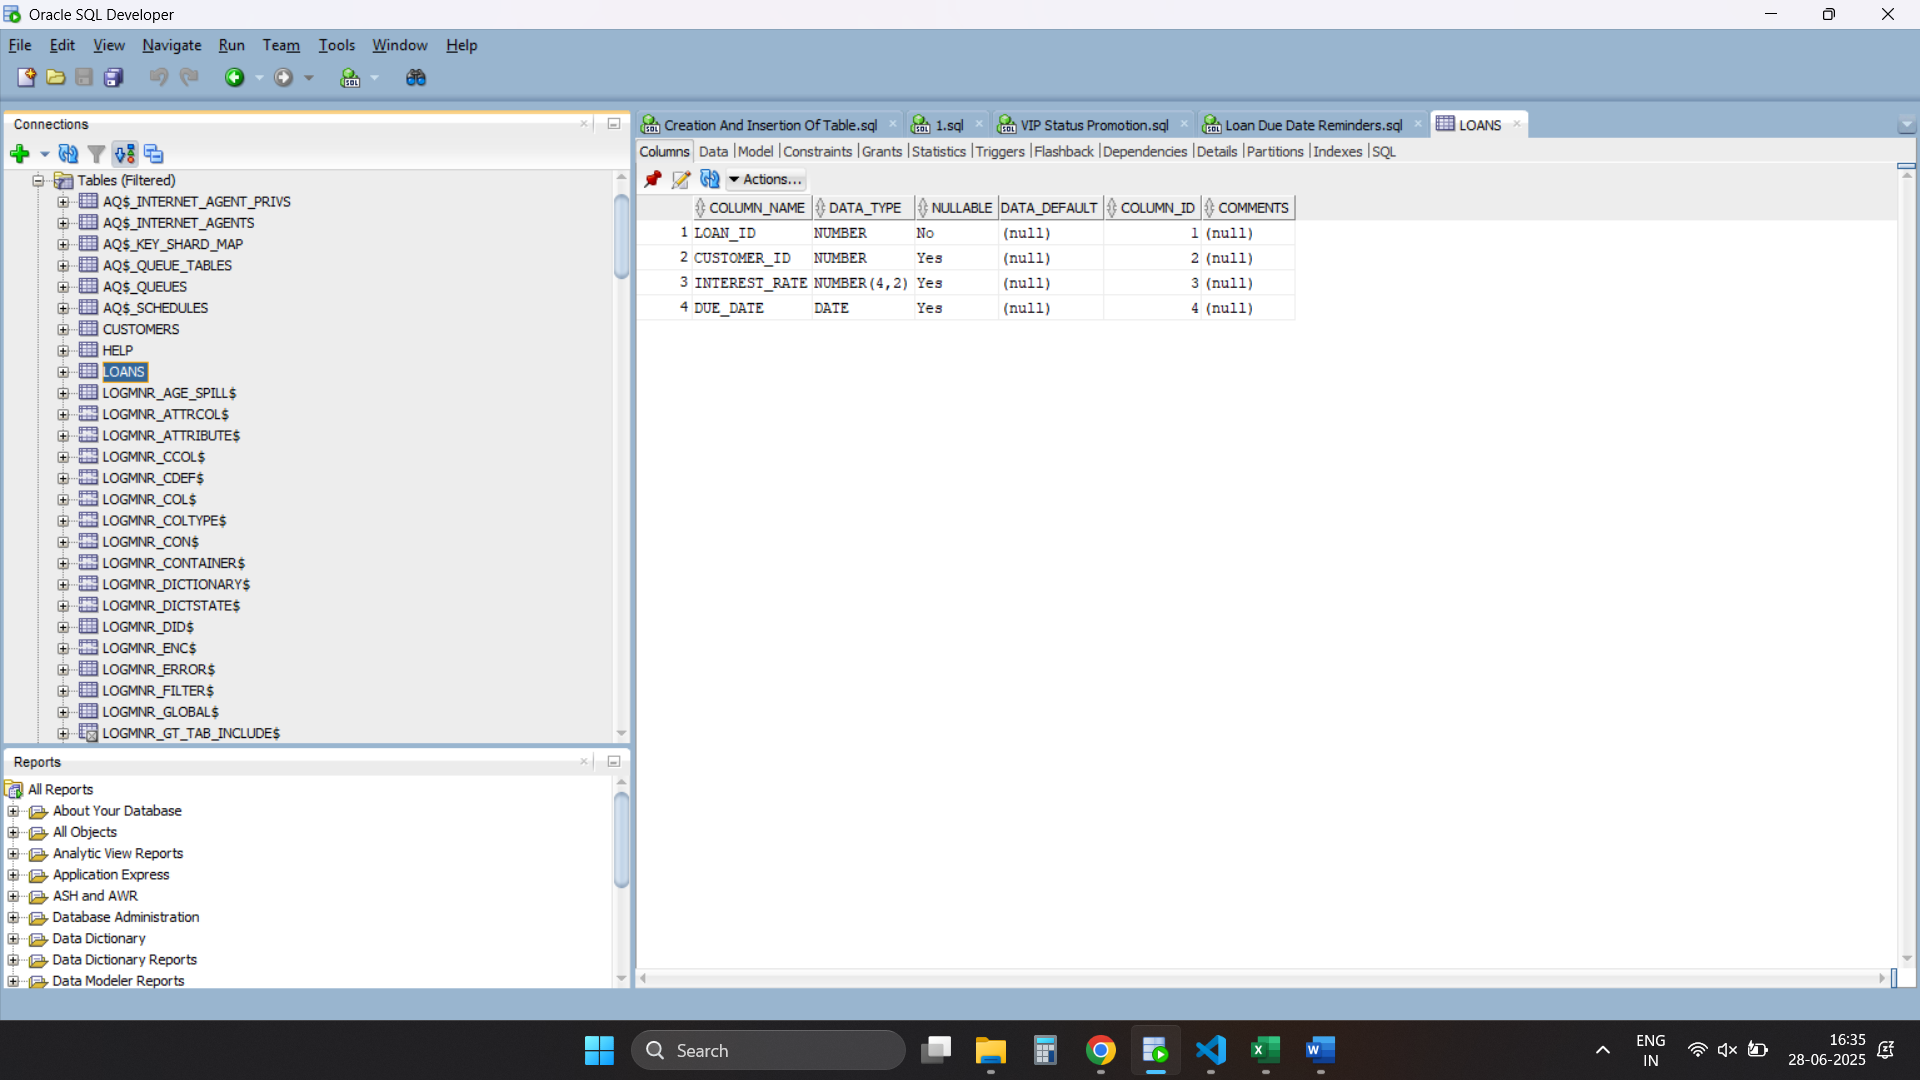 Oracle SQL Developer
File Edit View Navigate Run Team Tools Window Help
Connections
Tables (Filtered)
AQ$_INTERNET_AGENT_PRIVS
AQ$_INTERNET_AGENTS
AQ$_KEY_SHARD_MAP
AQ$_QUEUE_TABLES
AQ$_QUEUES
AQ$_SCHEDULES
CUSTOMERS
HELP
LOANS
LOGMNR_AGE_SPILL$
LOGMNR_ATTRCOL$
LOGMNR_ATTRIBUTE$
LOGMNR_CCOL$
LOGMNR_CDEF$
LOGMNR_COL$
LOGMNR_COLTYPE$
LOGMNR_CON$
LOGMNR_CONTAINER$
LOGMNR_DICTIONARY$
LOGMNR_DICTSTATE$
LOGMNR_DID$
LOGMNR_ENC$
LOGMNR_ERROR$
LOGMNR_FILTER$
LOGMNR_GLOBAL$
LOGMNR_GT_TAB_INCLUDE$
Reports
All Reports
About Your Database
All Objects
Analytic View Reports
Application Express
ASH and AWR
Database Administration
Data Dictionary
Data Dictionary Reports
Data Modeler Reports
Creation And Insertion Of Table.sql 1.sql VIP Status Promotion.sql Loan Due Date Reminders.sql LOANS
Columns Data Model Constraints Grants Statistics Triggers Flashback Dependencies Details Partitions Indexes SQL
Actions...
COLUMN_NAME DATA_TYPE NULLABLE DATA_DEFAULT COLUMN_ID COMMENTS
1 LOAN_ID NUMBER No (null) 1 (null)
2 CUSTOMER_ID NUMBER Yes (null) 2 (null)
3 INTEREST_RATE NUMBER(4,2) Yes (null) 3 (null)
4 DUE_DATE DATE Yes (null) 4 (null)
Search
ENG
IN
16:35
28-06-2025